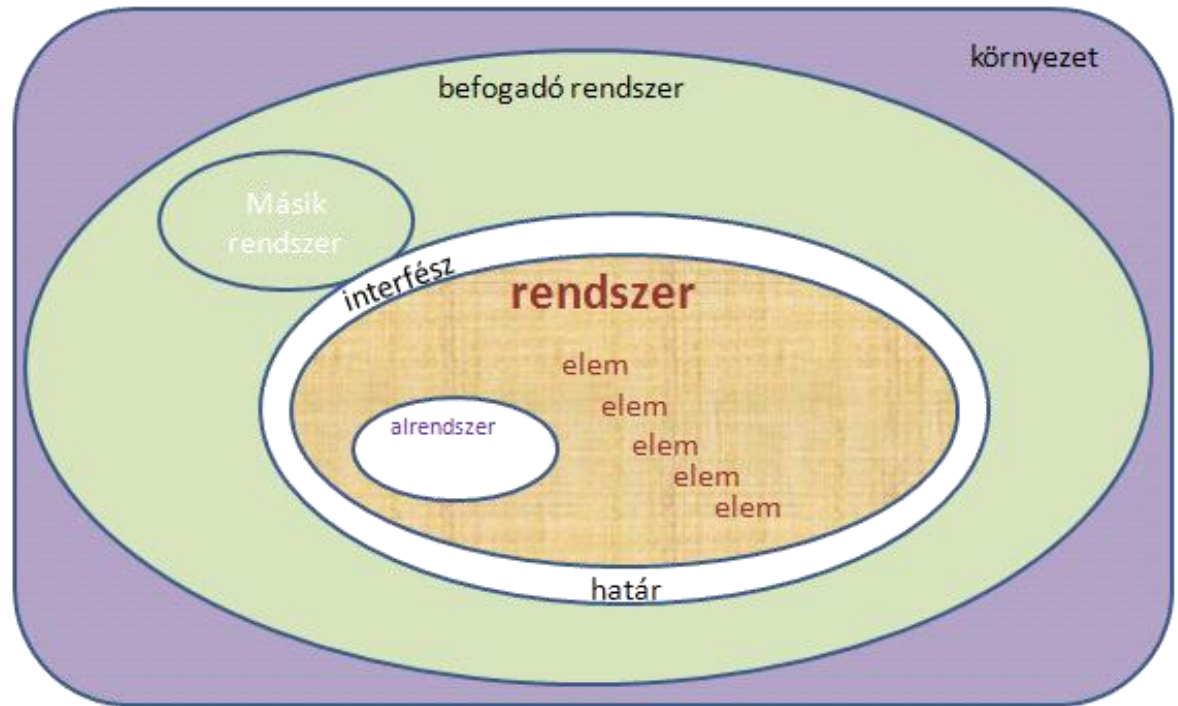 környezet
befogadó rendszer
Másik
rendszer
interfész
rendszer
elem
elem
alrendszer
elem
elem
elem
határ